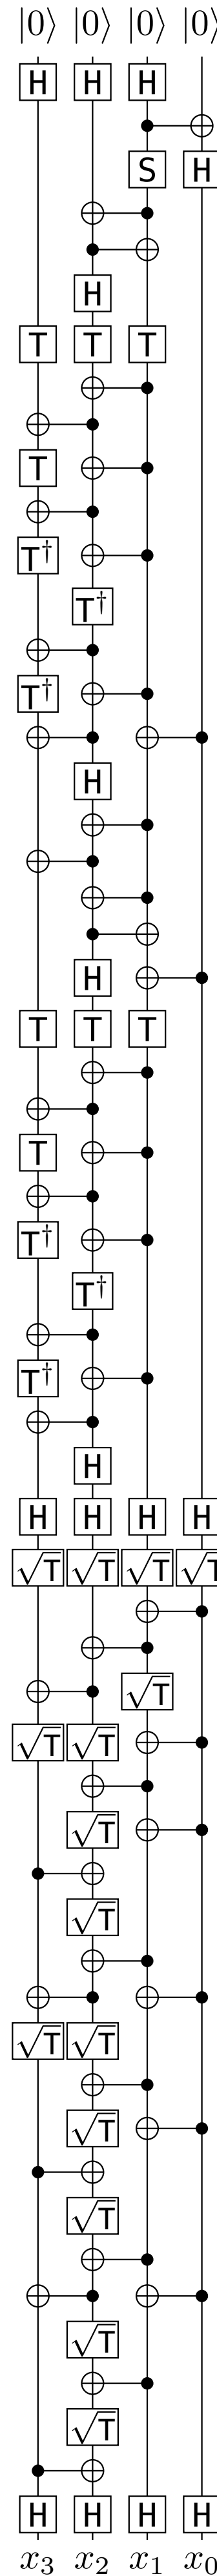 |0⟩ |0⟩ |0⟩ |0⟩
H H H
S H
H
T T T
T
T†
T†
T†
H
H
T T T
T
T†
T†
T†
H
H H H H
√T √T √T √T
√T
√T √T
√T
√T
√T √T
√T
√T
√T
√T
H H H H
x₃ x₂ x₁ x₀